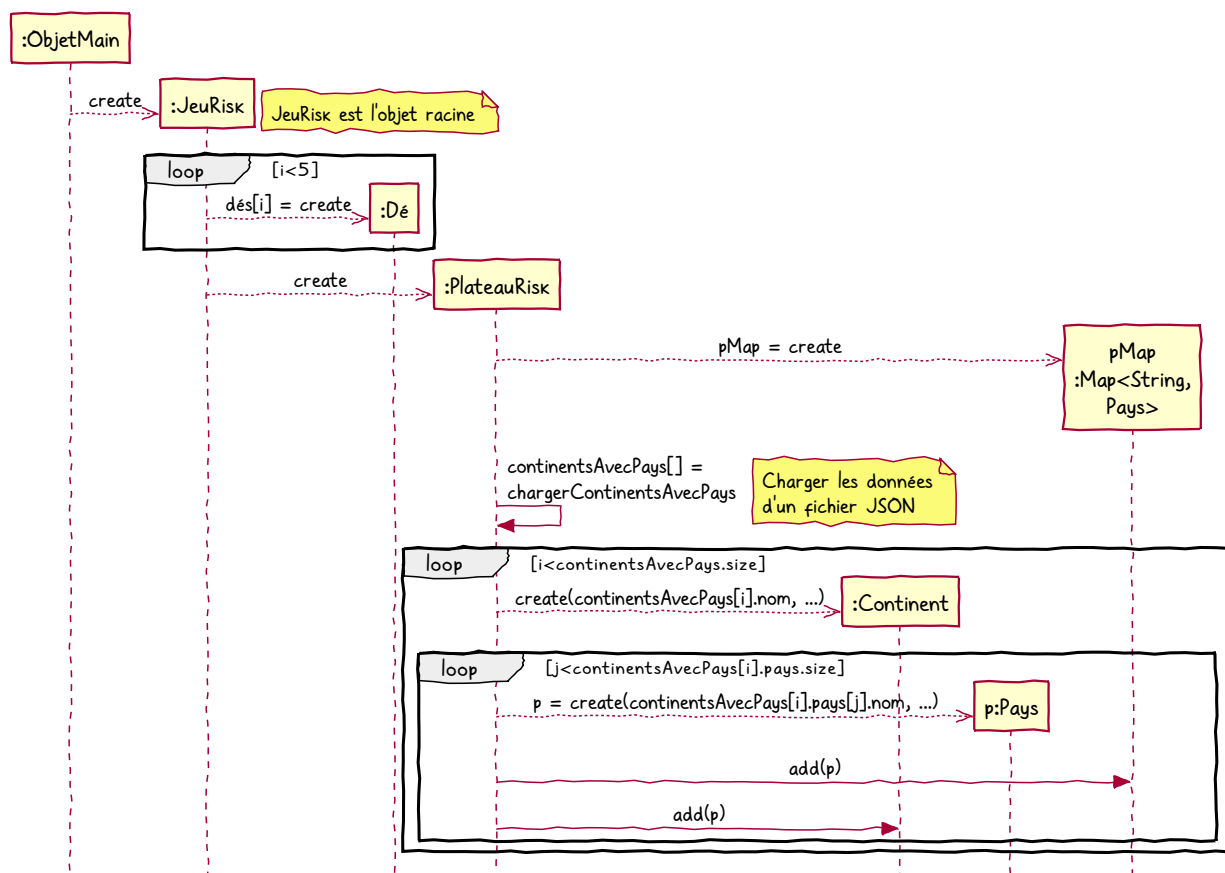 :ObjetMain
create
:JeuRisk
JeuRisk est l'objet racine
loop
[i<5]
dés[i] = create
:Dé
create
:PlateauRisk
pMap = create
pMap
:Map<String,
Pays>
continentsAvecPays[] =
chargerContinentsAvecPays
Charger les données
d'un fichier JSON
loop
[i<continentsAvecPays.size]
create(continentsAvecPays[i].nom, ...)
:Continent
loop
[j<continentsAvecPays[i].pays.size]
p = create(continentsAvecPays[i].pays[j].nom, ...)
p:Pays
add(p)
add(p)